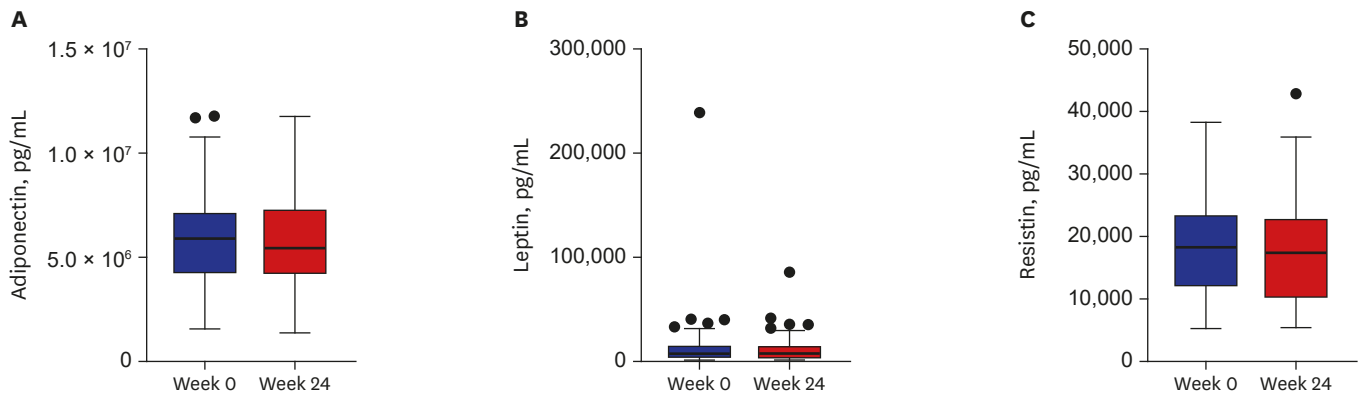 A
Adiponectin, pg/mL
1.5 × 10⁷
1.0 × 10⁷
5.0 × 10⁶
0
Week 0
Week 24
B
Leptin, pg/mL
300,000
200,000
100,000
0
Week 0
Week 24
C
Resistin, pg/mL
50,000
40,000
30,000
20,000
10,000
0
Week 0
Week 24